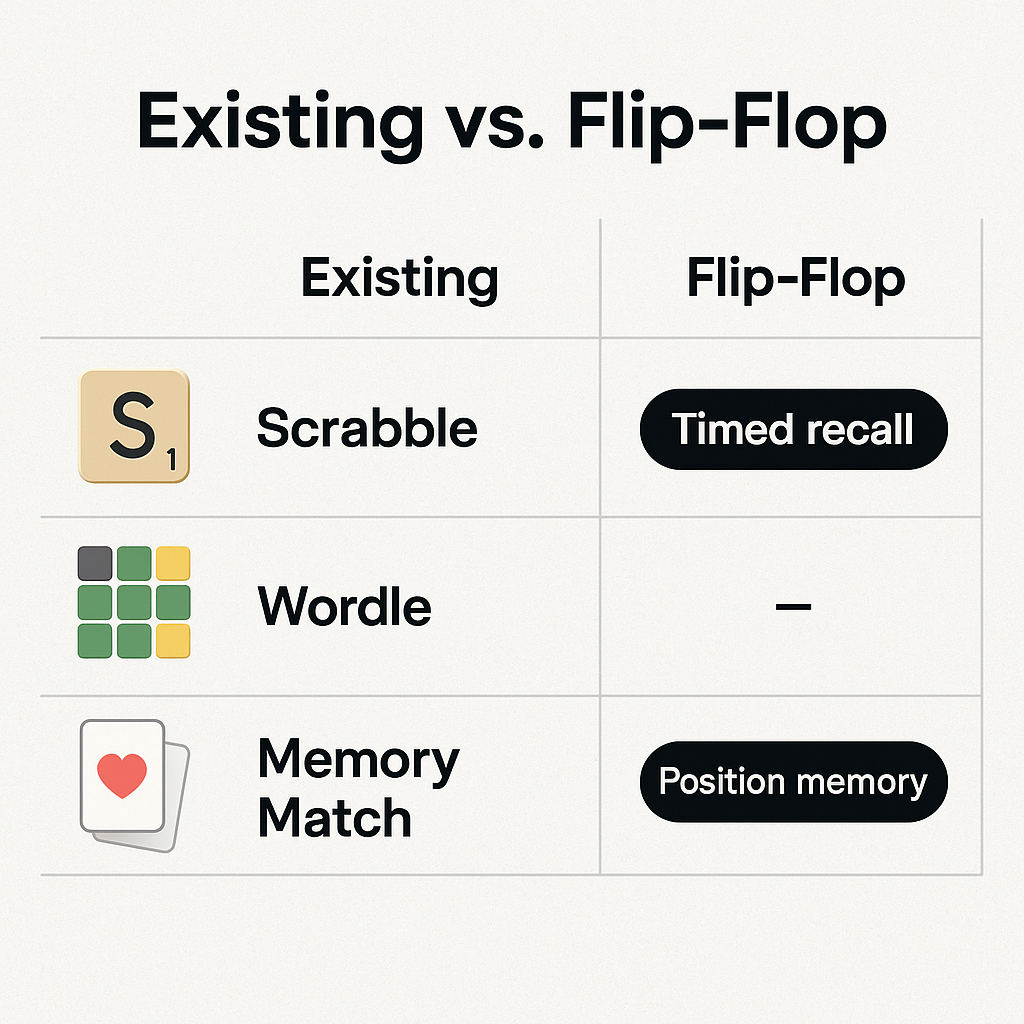 Existing vs. Flip-Flop
Existing
Flip-Flop
S
1
Scrabble
Timed recall
Wordle
–
Memory
Match
Position memory